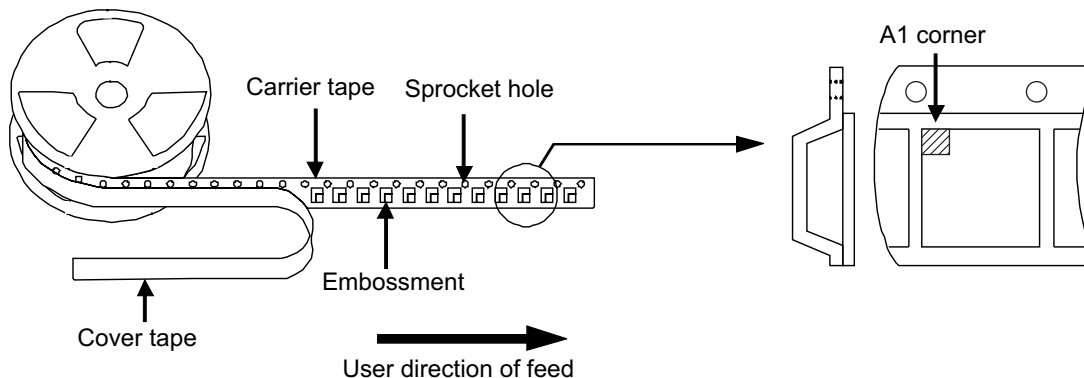 A1 corner
Carrier tape
Sprocket hole
Embossment
Cover tape
User direction of feed